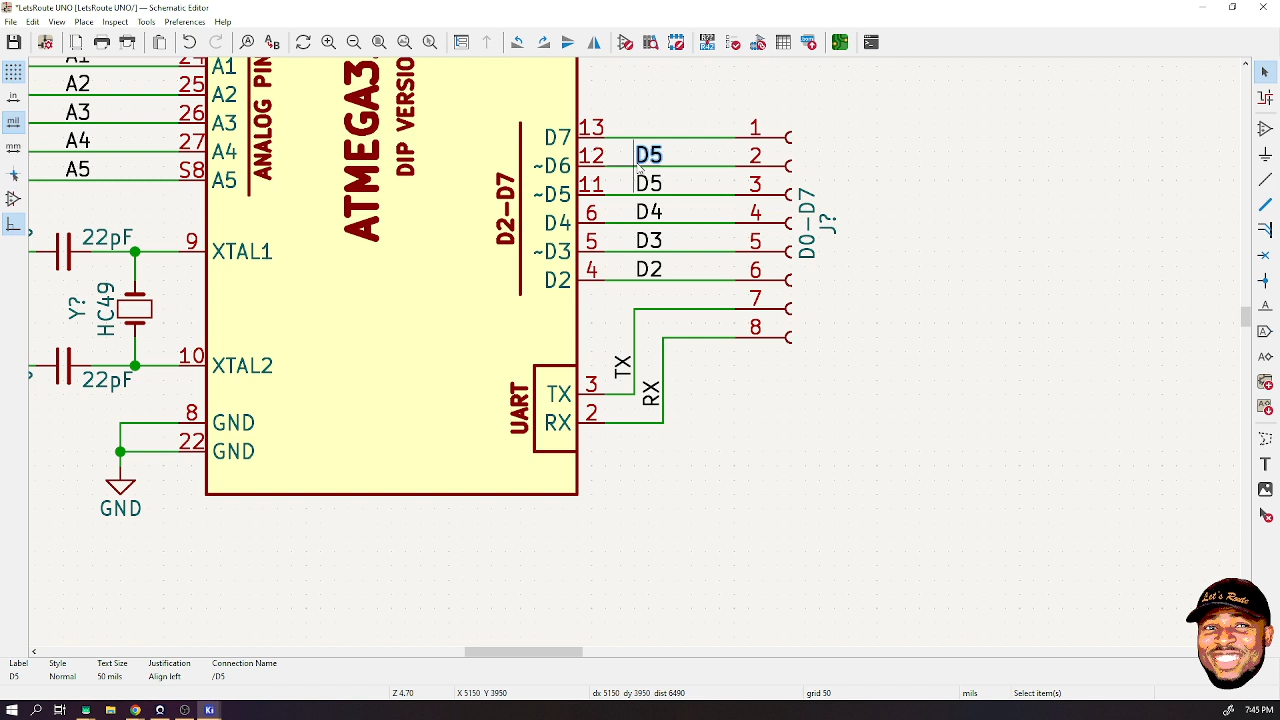 *LetsRoute UNO [LetsRoute UNO/] — Schematic Editor
File Edit View Place Inspect Tools Preferences Help
A1 24 A1
A2 25 A2
A3 26 A3
A4 27 A4
A5 S8 A5
ANALOG PIN
ATMEGA3
DIP VERSIO
22pF 9 XTAL1
Y? HC49
22pF 10 XTAL2
8 GND
22 GND
GND
D2-D7
D7 13 1
~D6 12 D5 2
~D5 11 D5 3
D4 6 D4 4
~D3 5 D3 5
D2 4 D2 6
7
8
D0-D7
J?
UART
TX 3 TX
RX 2 RX
in
mil
mm
Let's Route
Label Style Text Size Justification Connection Name
D5 Normal 50 mils Align left /D5
Z 4.70 X 5150 Y 3950 dx 5150 dy 3950 dist 6490 grid 50 mils Select item(s)
7:45 PM